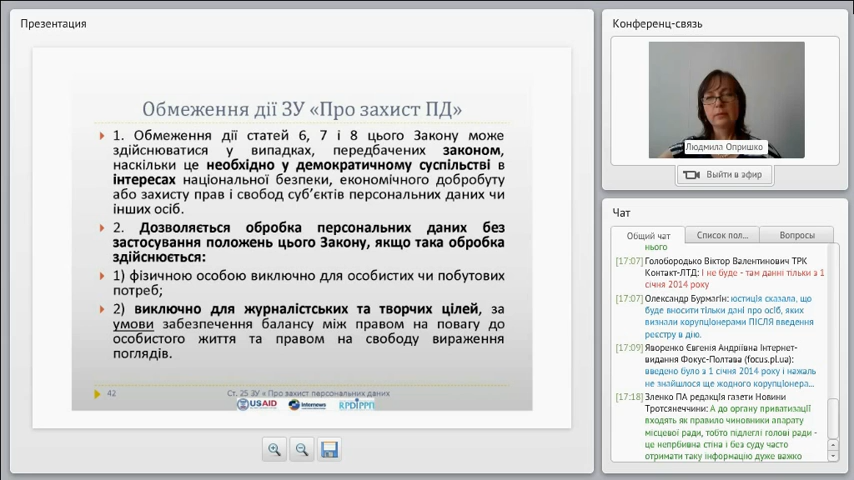 Презентация
Обмеження дії ЗУ «Про захист ПД»
1. Обмеження дії статей 6, 7 і 8 цього Закону може
здійснюватися у випадках, передбачених законом,
наскільки це необхідно у демократичному суспільстві в
інтересах національної безпеки, економічного добробуту
або захисту прав і свобод суб’єктів персональних даних чи
інших осіб.
2. Дозволяється обробка персональних даних без
застосування положень цього Закону, якщо така обробка
здійснюється:
1) фізичною особою виключно для особистих чи побутових
потреб;
2) виключно для журналістських та творчих цілей, за
умови забезпечення балансу між правом на повагу до
особистого життя та правом на свободу вираження
поглядів.
42
Ст. 25 ЗУ «Про захист персональних даних
USAID
Internews
Конференц-связь
Людмила Опришко
Выйти в эфир
Чат
Общий чат
Список пол...
Вопросы
нього
[17:07] Голобородько Віктор Валентинович ТРК
Контакт-ЛТД: І не буде - там данні тільки з 1
січня 2014 року
[17:07] Олександр Бурмагін: юстиція сказала, що
буде вносити тільки дані про осіб, яких
визнали корупціонерами ПІСЛЯ введення
реєстру в дію.
[17:09] Яворенко Євгенія Андріївна Інтернет-
видання Фокус-Полтава (focus.pl.ua):
введено було з 1 січня 2014 року і нажаль
не знайшлося ще жодного корупціонера...
[17:18] Зленко ПА редакція газети Новини
Тротсянеччини: А до органу приватизації
входять як правило чиновники апарату
місцевої ради, тобто підлеглі голові ради -
це непрбивна стіна і без суду часто
отримати таку інформацію дуже важко